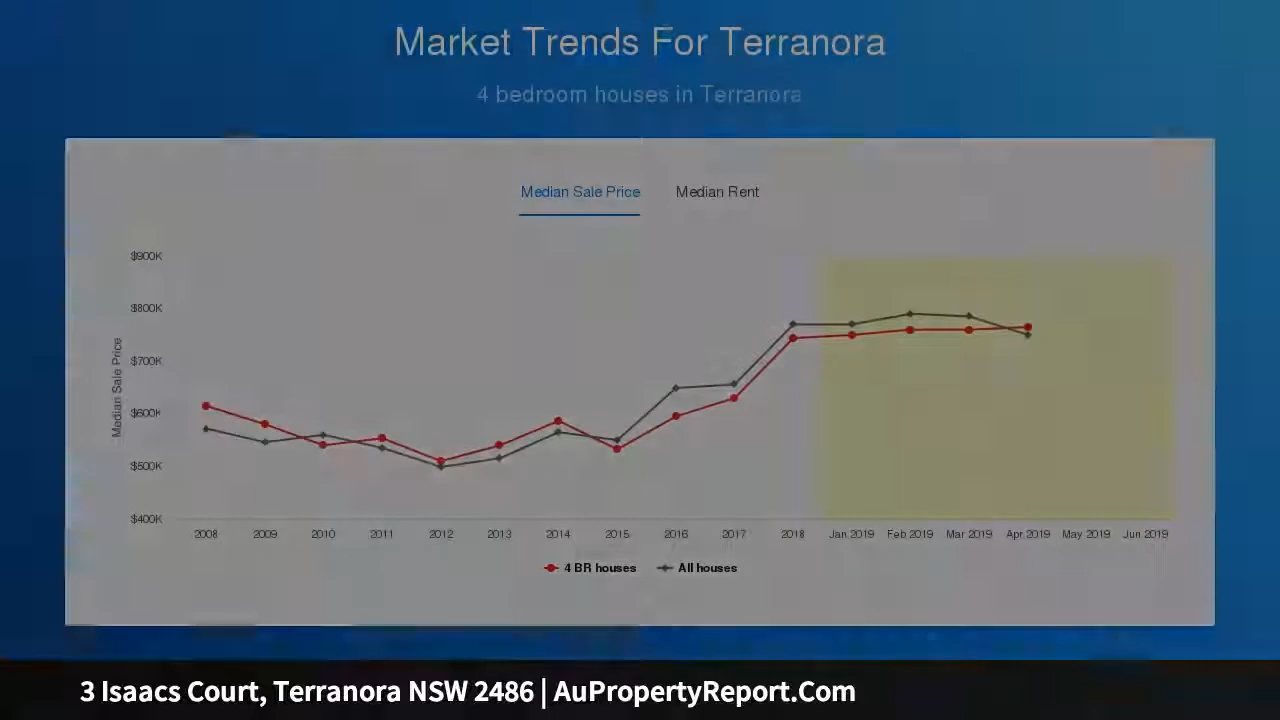 Market Trends For Terranora
4 bedroom houses in Terranora
Median Sale Price Median Rent
$900K
$800K
$700K
$600K
$500K
$400K
Median Sale Price
2008 2009 2010 2011 2012 2013 2014 2015 2016 2017 2018 Jan 2019 Feb 2019 Mar 2019 Apr 2019 May 2019 Jun 2019
4 BR houses All houses
3 Isaacs Court, Terranora NSW 2486 | AuPropertyReport.Com